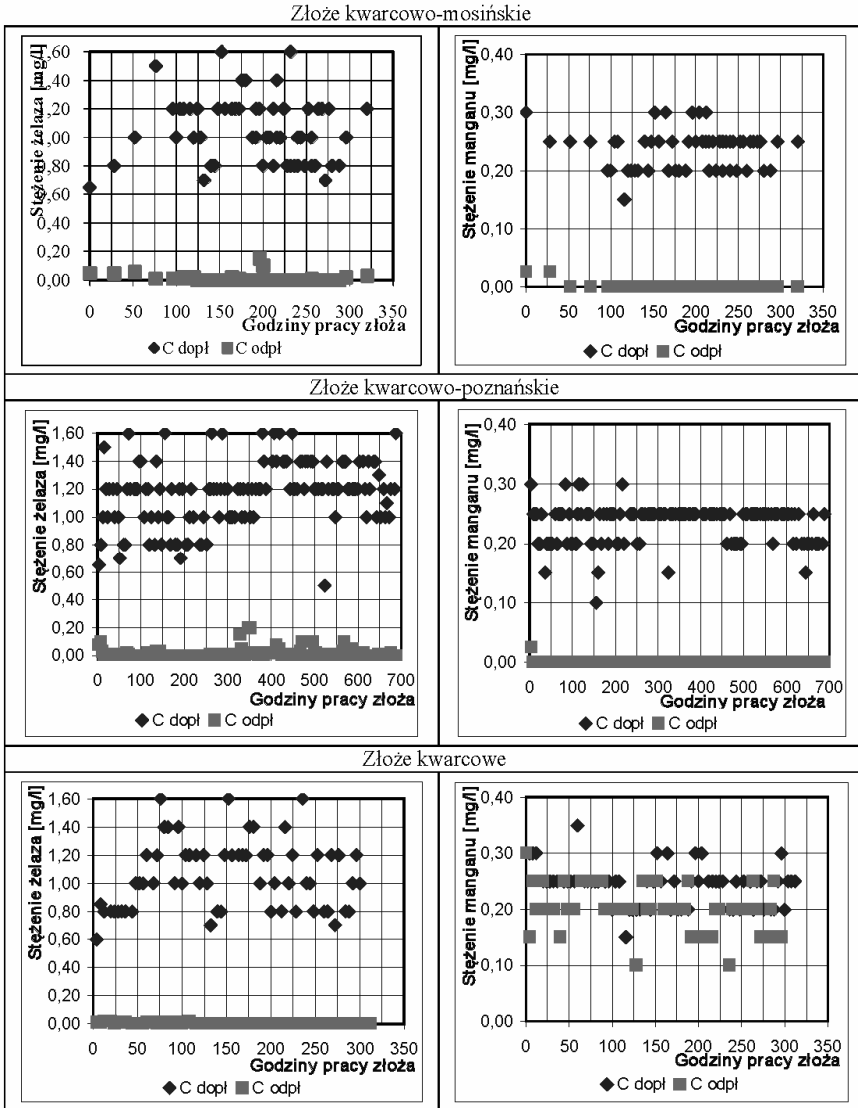 Złoże kwarcowo-mosińskie
Stężenie żelaza [mg/l]
1,60
1,40
1,20
1,00
0,80
0,60
0,40
0,20
0,00
0 50 100 150 200 250 300 350
Godziny pracy złoża
C dopł C odpł
Stężenie manganu [mg/l]
0,40
0,30
0,20
0,10
0,00
0 50 100 150 200 250 300 350
Godziny pracy złoża
C dopł C odpł
Złoże kwarcowo-poznańskie
Stężenie żelaza [mg/l]
1,60
1,40
1,20
1,00
0,80
0,60
0,40
0,20
0,00
0 100 200 300 400 500 600 700
Godziny pracy złoża
C dopł C odpł
Stężenie manganu [mg/l]
0,40
0,30
0,20
0,10
0,00
0 100 200 300 400 500 600 700
Godziny pracy złoża
C dopł C odpł
Złoże kwarcowe
Stężenie żelaza [mg/l]
1,60
1,40
1,20
1,00
0,80
0,60
0,40
0,20
0,00
0 50 100 150 200 250 300 350
Godziny pracy złoża
C dopł C odpł
Stężenie manganu [mg/l]
0,40
0,30
0,20
0,10
0,00
0 50 100 150 200 250 300 350
Godziny pracy złoża
C dopł C odpł